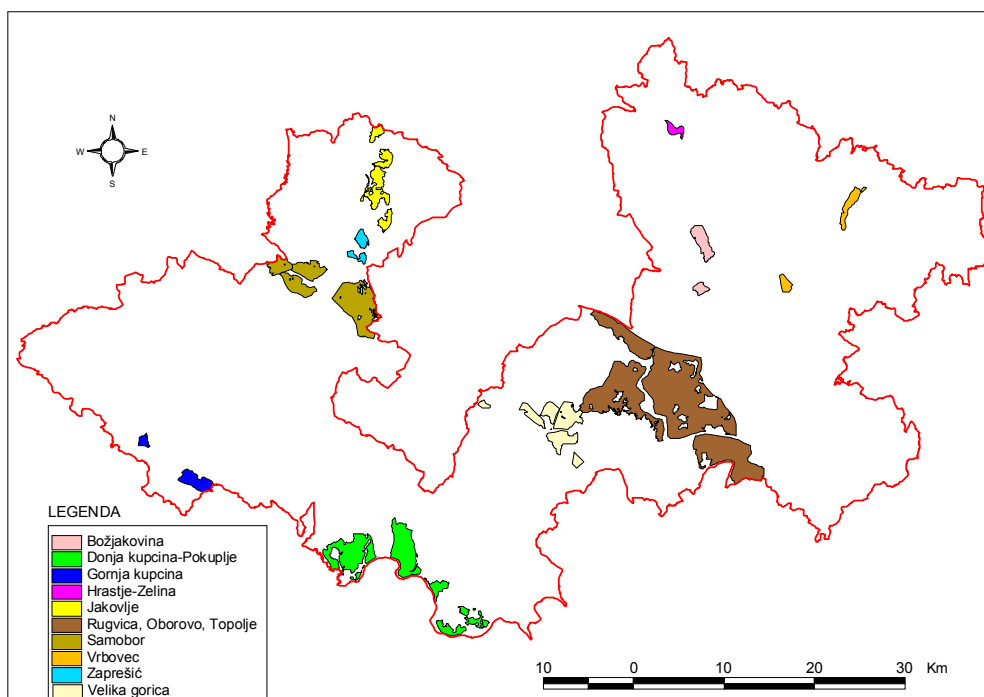 N
W E
S
LEGENDA
Božjakovina
Donja kupcina-Pokuplje
Gornja kupcina
Hrastje-Zelina
Jakovlje
Rugvica, Oborovo, Topolje
Samobor
Vrbovec
Zaprešić
Velika gorica
10 0 10 20 30 Km